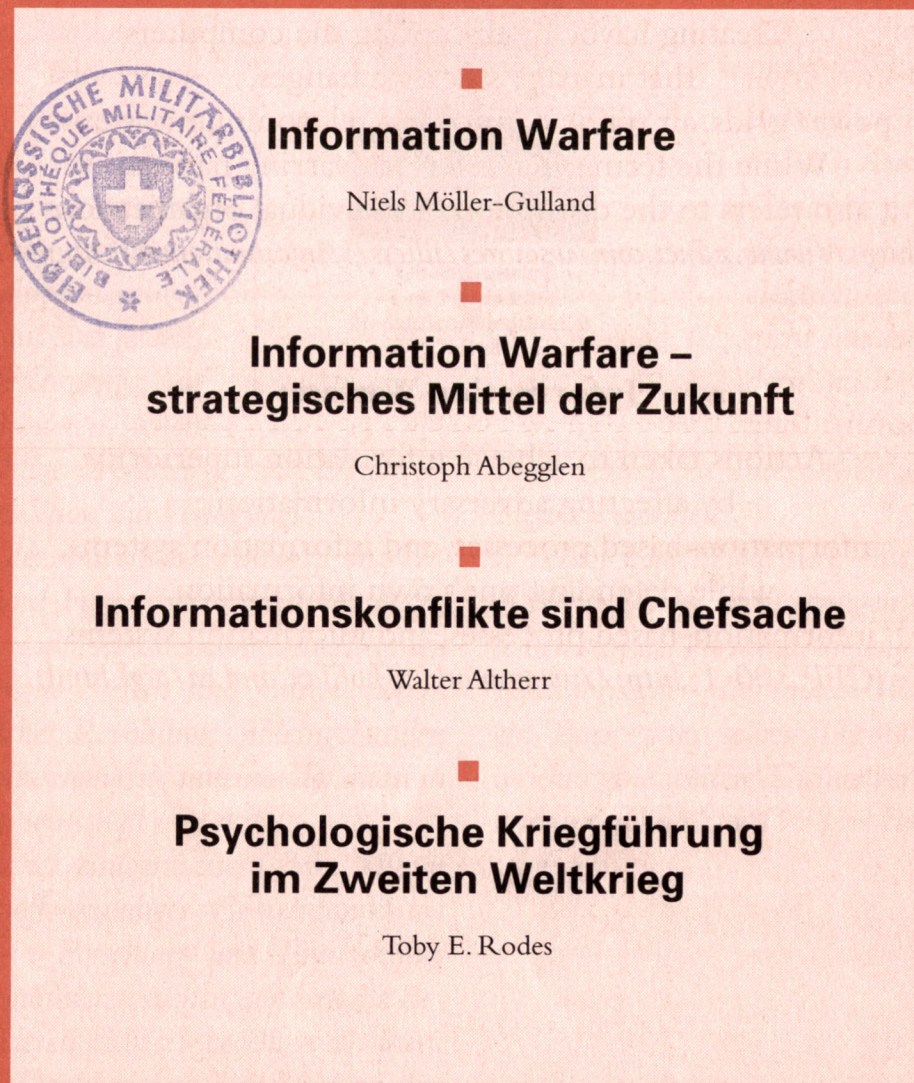 EIDGENÖSSISCHE MILITÄRBIBLIOTHEK
BIBLIOTHÈQUE MILITAIRE FÉDÉRALE
Information Warfare
Niels Möller-Gulland
Information Warfare –
strategisches Mittel der Zukunft
Christoph Abegglen
Informationskonflikte sind Chefsache
Walter Altherr
Psychologische Kriegführung
im Zweiten Weltkrieg
Toby E. Rodes